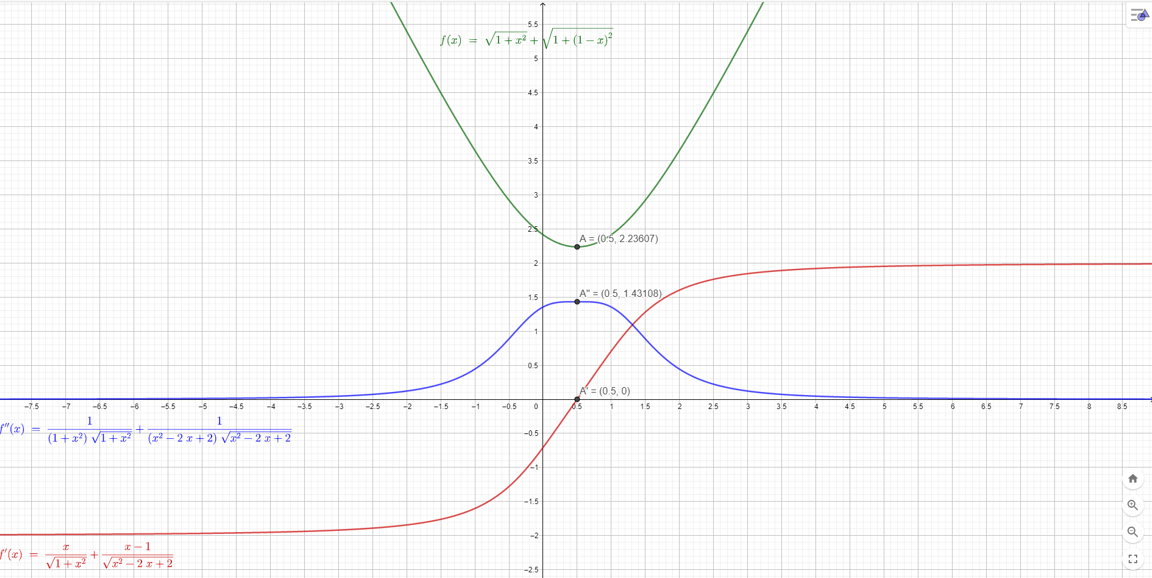 5.5
f(x) = √(1 + x²) + √(1 + (1 − x)²)
5
4.5
4
3.5
3
2.5
A = (0.5, 2.23607)
2
A'' = (0.5, 1.43108)
1.5
1
0.5
A' = (0.5, 0)
-7.5 -7 -6.5 -6 -5.5 -5 -4.5 -4 -3.5 -3 -2.5 -2 -1.5 -1 -0.5 0 0.5 1 1.5 2 2.5 3 3.5 4 4.5 5 5.5 6 6.5 7 7.5 8 8.5
f''(x) = 1/((1 + x²) √(1 + x²)) + 1/((x² − 2 x + 2) √(x² − 2 x + 2))
-0.5
-1
-1.5
-2
f'(x) = x/√(1 + x²) + (x − 1)/√(x² − 2 x + 2)
-2.5